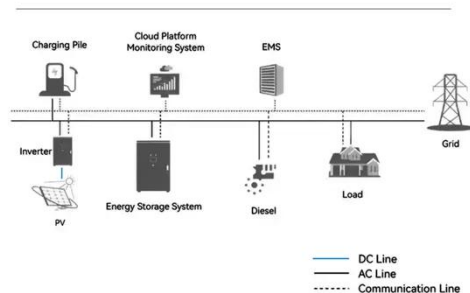 Charging Pile
Cloud Platform
Monitoring System
EMS
Inverter
Grid
PV
Energy Storage System
Diesel
Load
DC Line
AC Line
Communication Line